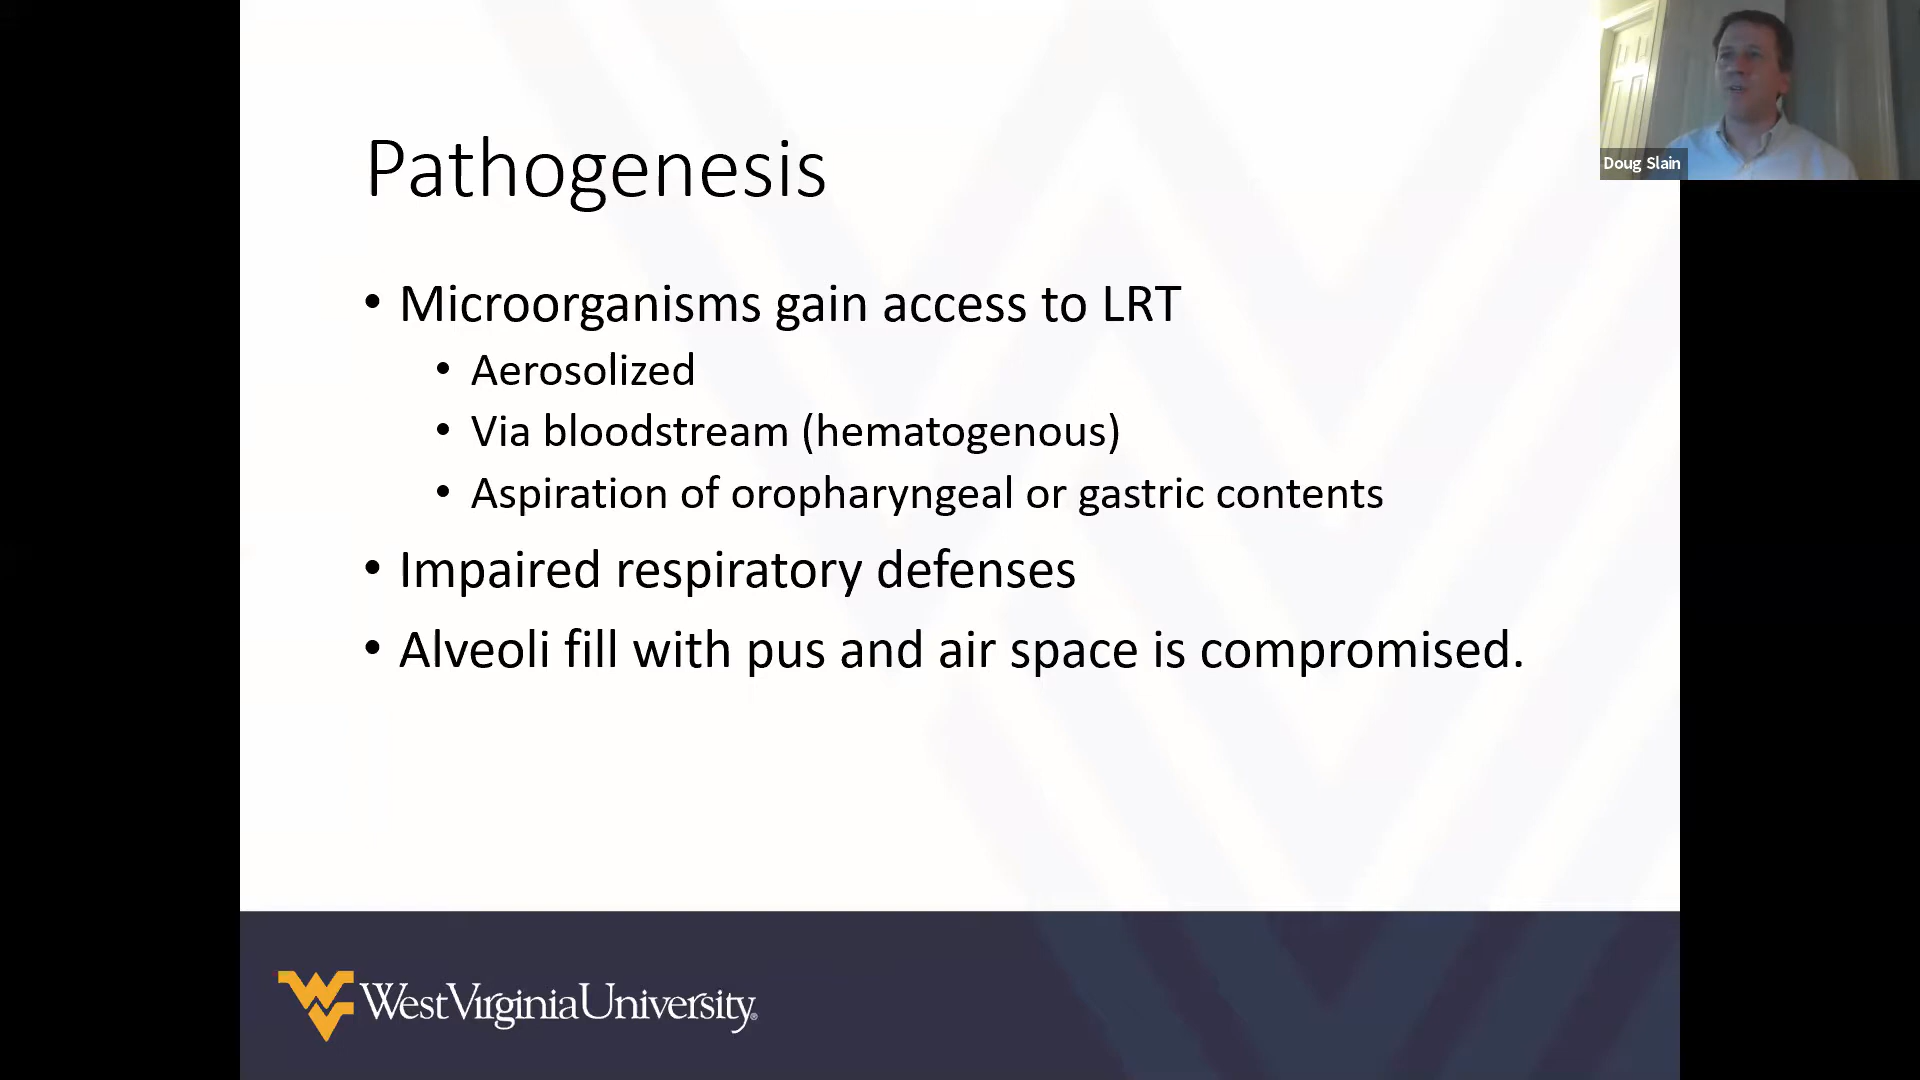 Pathogenesis
• Microorganisms gain access to LRT
• Aerosolized
• Via bloodstream (hematogenous)
• Aspiration of oropharyngeal or gastric contents
• Impaired respiratory defenses
• Alveoli fill with pus and air space is compromised.
Doug Slain
WestVirginiaUniversity®